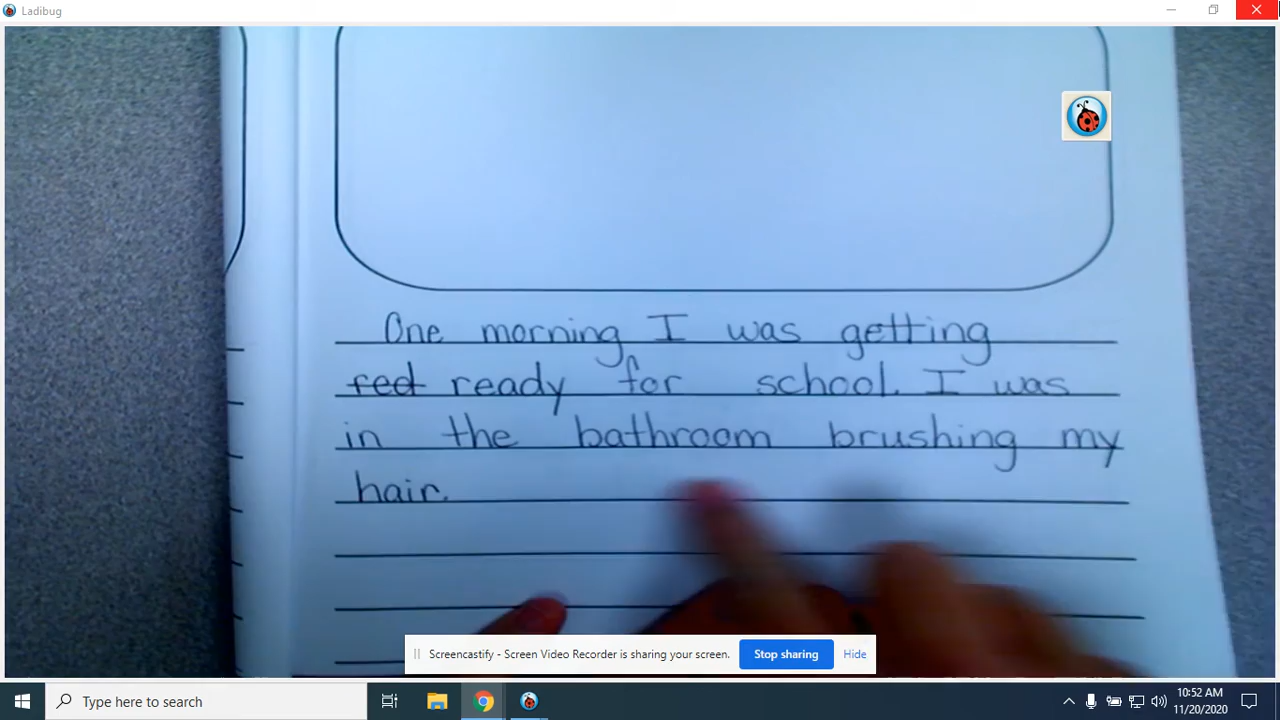 Ladibug
One morning I was getting
red ready for school. I was
in the bathroom brushing my
hair.
Screencastify - Screen Video Recorder is sharing your screen.
Stop sharing
Hide
Type here to search
10:52 AM
11/20/2020